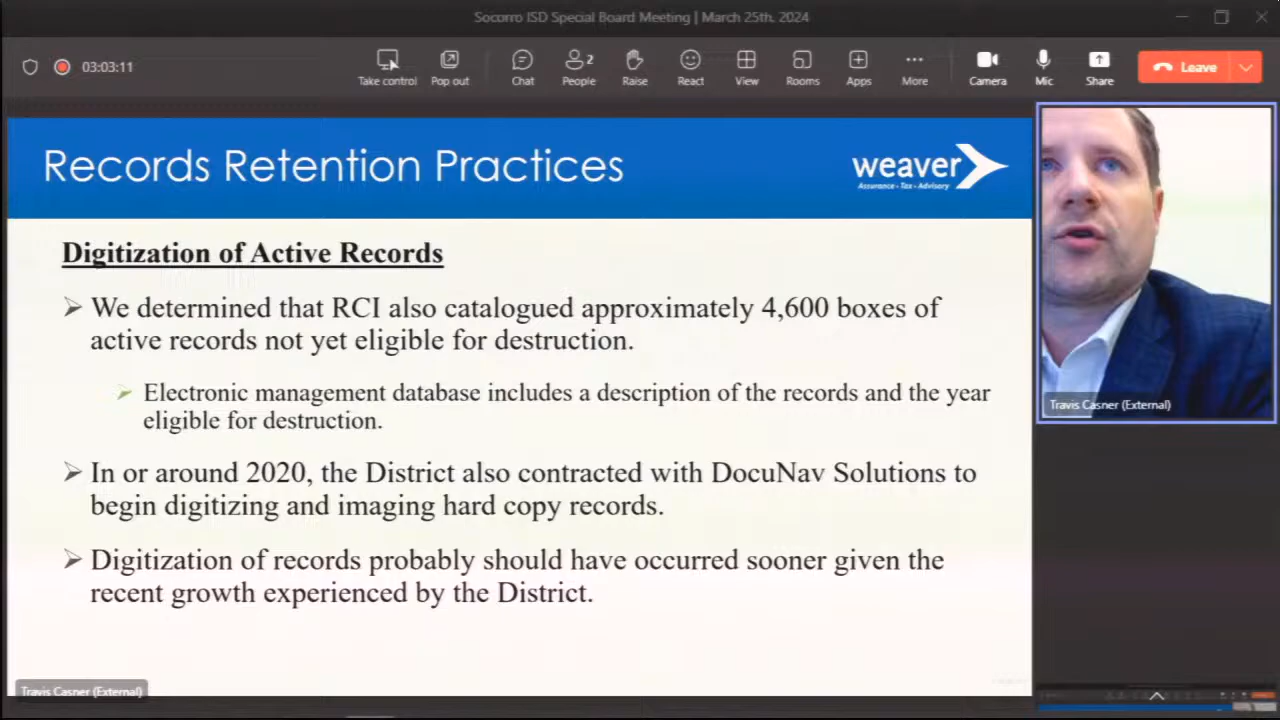 Socorro ISD Special Board Meeting | March 25th, 2024
03:03:11
Take control
Pop out
Chat
People
2
Raise
React
View
Rooms
Apps
More
Camera
Mic
Share
Leave
Records Retention Practices
weaver
Assurance • Tax • Advisory
Digitization of Active Records
We determined that RCI also catalogued approximately 4,600 boxes of
active records not yet eligible for destruction.
Electronic management database includes a description of the records and the year
eligible for destruction.
In or around 2020, the District also contracted with DocuNav Solutions to
begin digitizing and imaging hard copy records.
Digitization of records probably should have occurred sooner given the
recent growth experienced by the District.
Travis Casner (External)
Travis Casner (External)